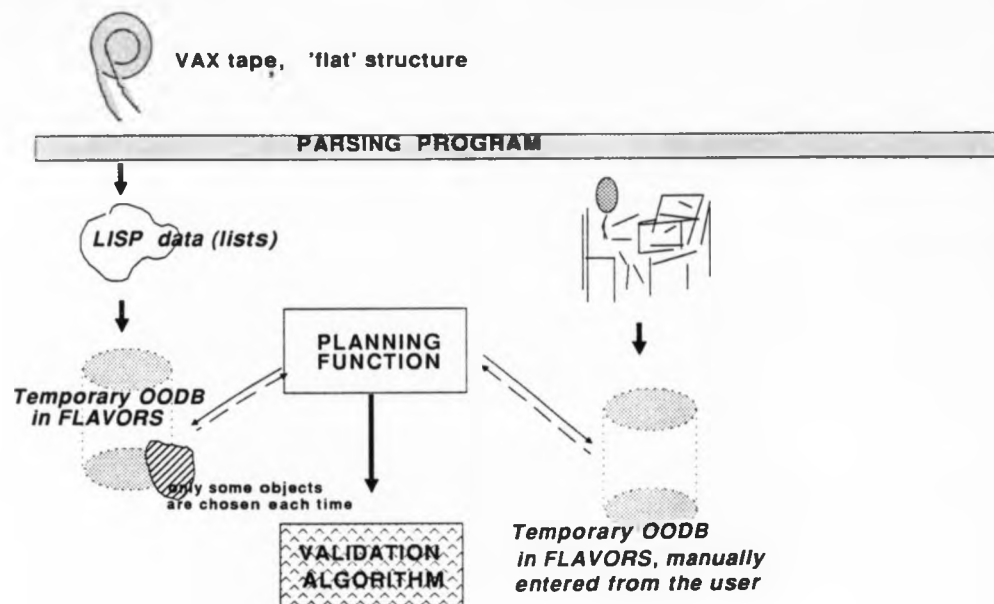 VAX tape, 'flat' structure
PARSING PROGRAM
LISP data (lists)
PLANNING
FUNCTION
Temporary OODB
in FLAVORS
only some objects
are chosen each time
VALIDATION
ALGORITHM
Temporary OODB
in FLAVORS, manually
entered from the user